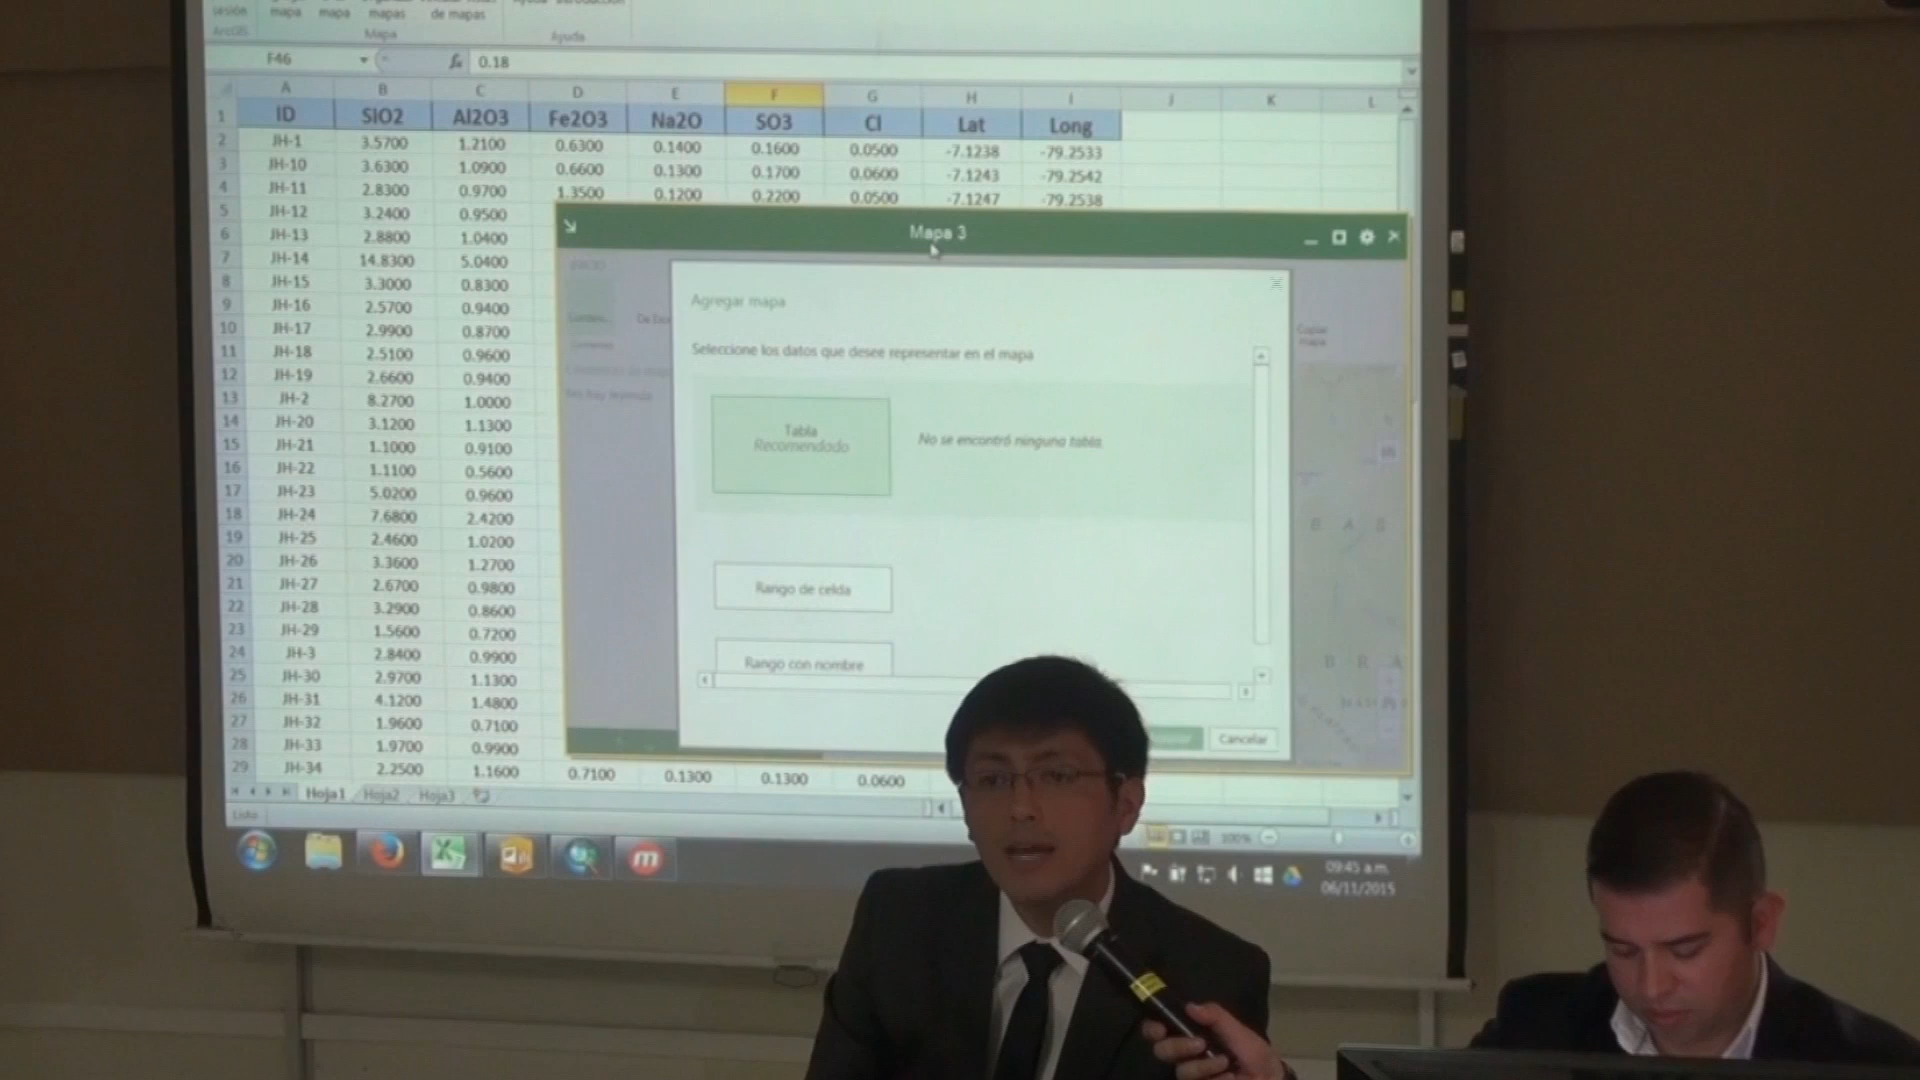 sesión mapa mapa mapas de mapas
ArcGIS Mapa Ayuda
F46 fx 0.18
A B C D E F G H I J K L
1 ID SIO2 Al2O3 Fe2O3 Na2O SO3 Cl Lat Long
2 JH-1 3.5700 1.2100 0.6300 0.1400 0.1600 0.0500 -7.1238 -79.2533
3 JH-10 3.6300 1.0900 0.6600 0.1300 0.1700 0.0600 -7.1243 -79.2542
4 JH-11 2.8300 0.9700 1.3500 0.1200 0.2200 0.0500 -7.1247 -79.2538
5 JH-12 3.2400 0.9500
6 JH-13 2.8800 1.0400
7 JH-14 14.8300 5.0400
8 JH-15 3.3000 0.8300
9 JH-16 2.5700 0.9400
10 JH-17 2.9900 0.8700
11 JH-18 2.5100 0.9600
12 JH-19 2.6600 0.9400
13 JH-2 8.2700 1.0000
14 JH-20 3.1200 1.1300
15 JH-21 1.1000 0.9100
16 JH-22 1.1100 0.5600
17 JH-23 5.0200 0.9600
18 JH-24 7.6800 2.4200
19 JH-25 2.4600 1.0200
20 JH-26 3.3600 1.2700
21 JH-27 2.6700 0.9800
22 JH-28 3.2900 0.8600
23 JH-29 1.5600 0.7200
24 JH-3 2.8400 0.9900
25 JH-30 2.9700 1.1300
26 JH-31 4.1200 1.4800
27 JH-32 1.9600 0.7100
28 JH-33 1.9700 0.9900
29 JH-34 2.2500 1.1600 0.7100 0.1300 0.1300 0.0600
Mapa 3
Agregar mapa
Seleccione los datos que desee representar en el mapa
Tabla
Recomendado
No se encontró ninguna tabla.
Rango de celda
Rango con nombre
Cancelar
Copiar
mapa
B A S
B R A
Hoja1 Hoja2 Hoja3
Listo
100%
09:45 a.m.
06/11/2015